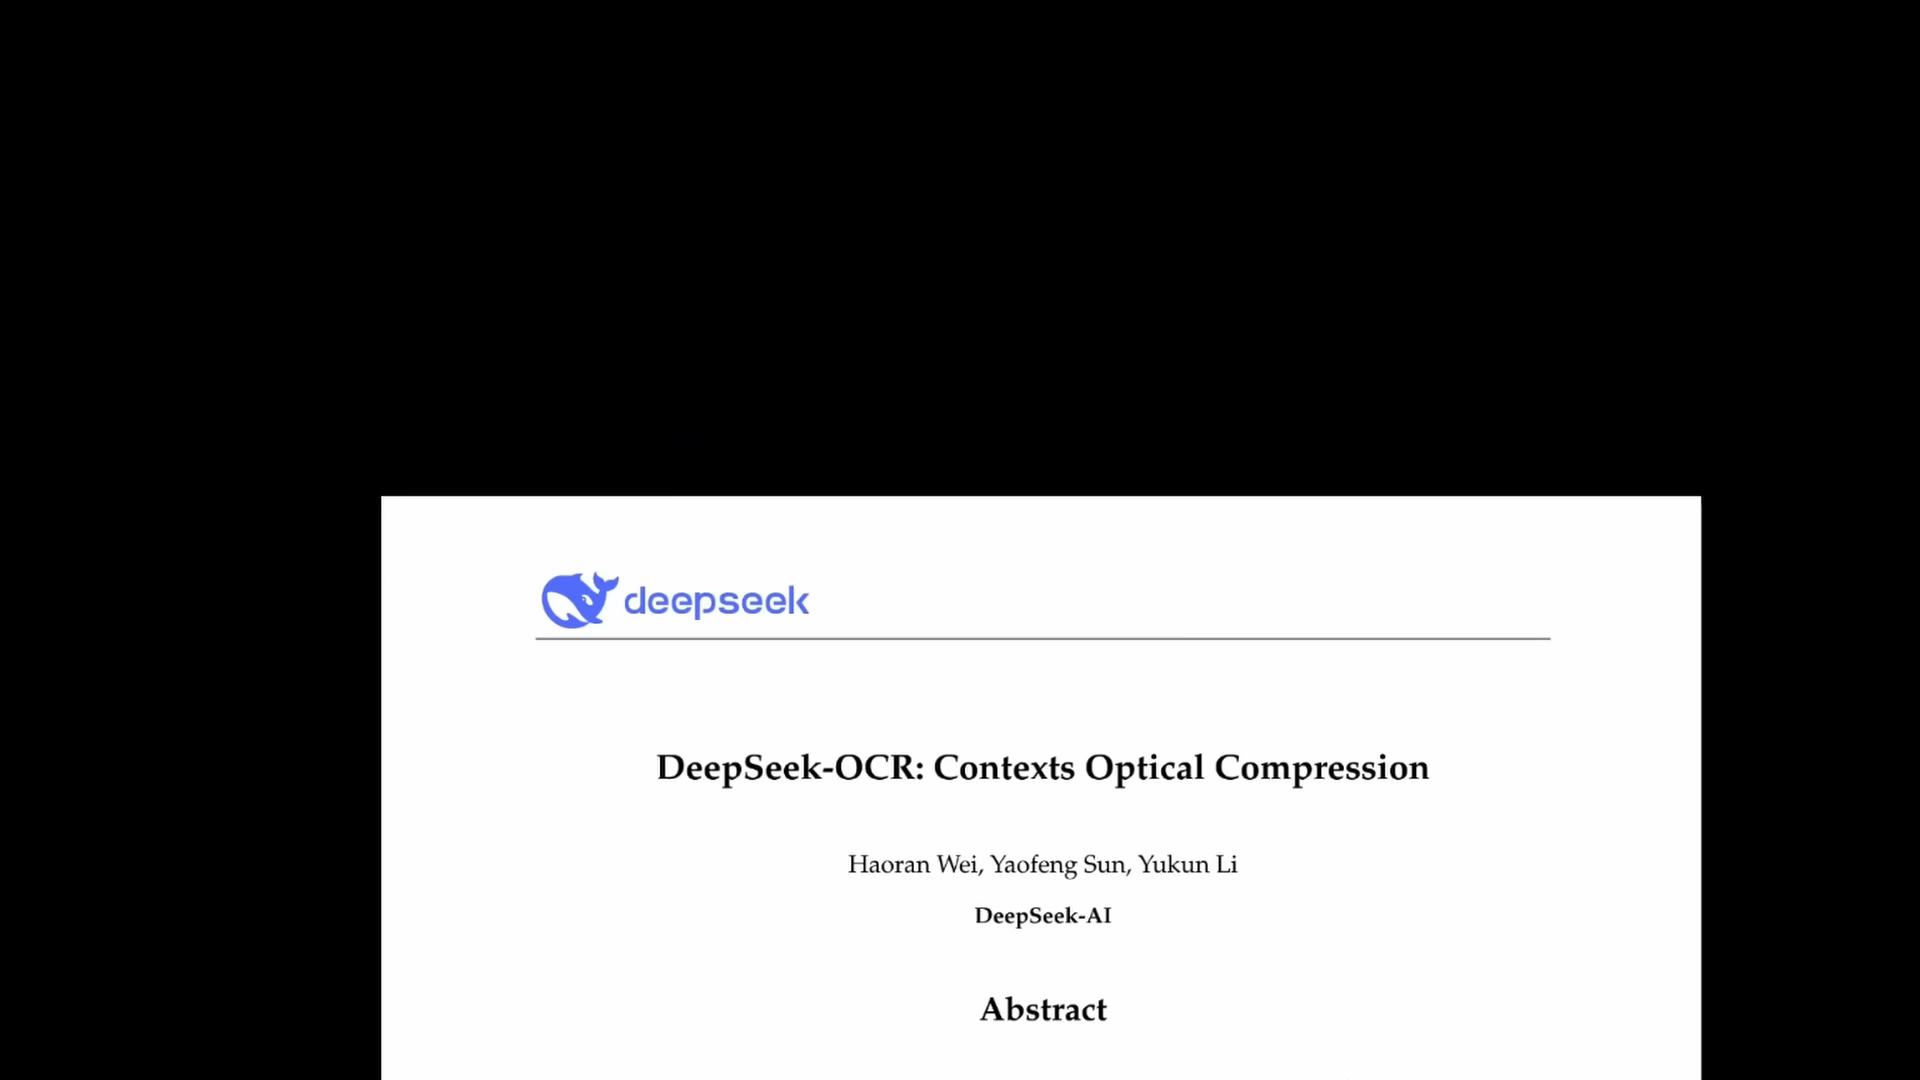 deepseek
DeepSeek-OCR: Contexts Optical Compression
Haoran Wei, Yaofeng Sun, Yukun Li
DeepSeek-AI
Abstract